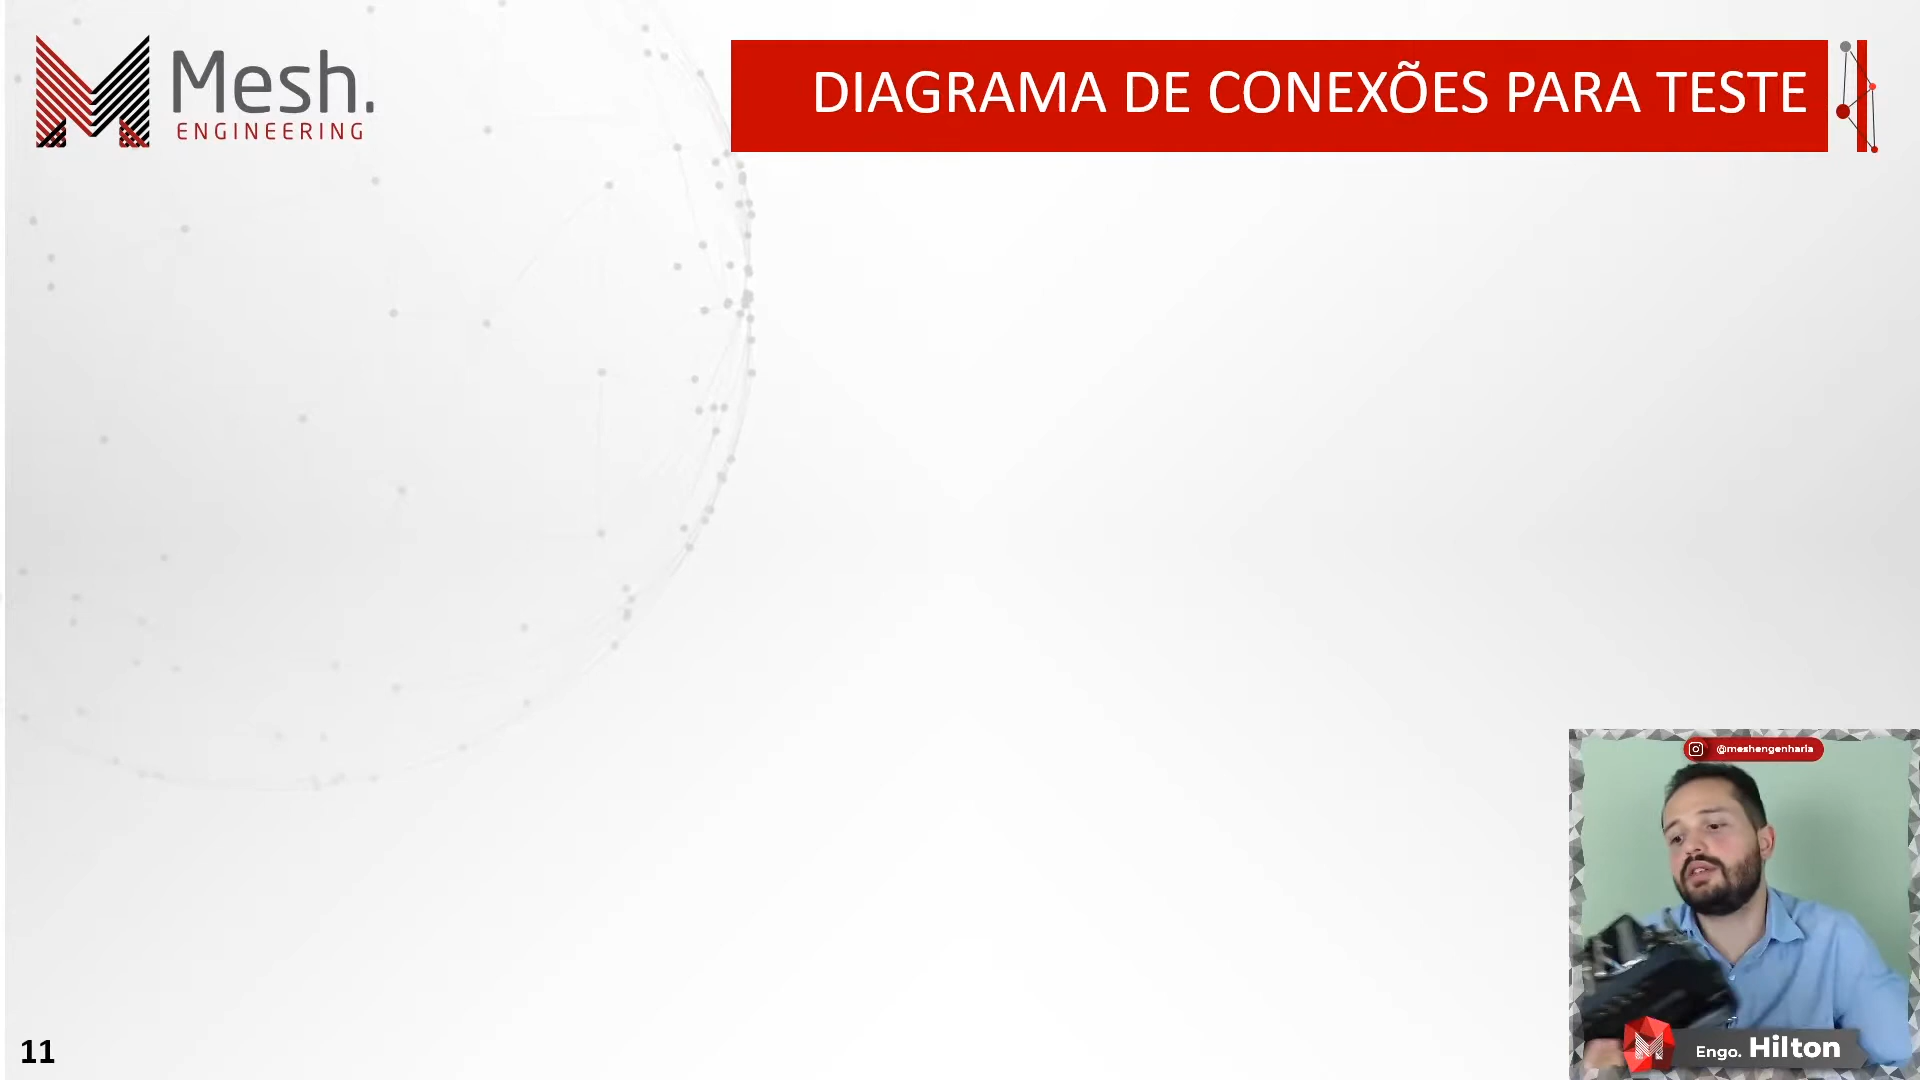 Mesh.
ENGINEERING
DIAGRAMA DE CONEXÕES PARA TESTE
@meshengenharia
Engo. Hilton
11